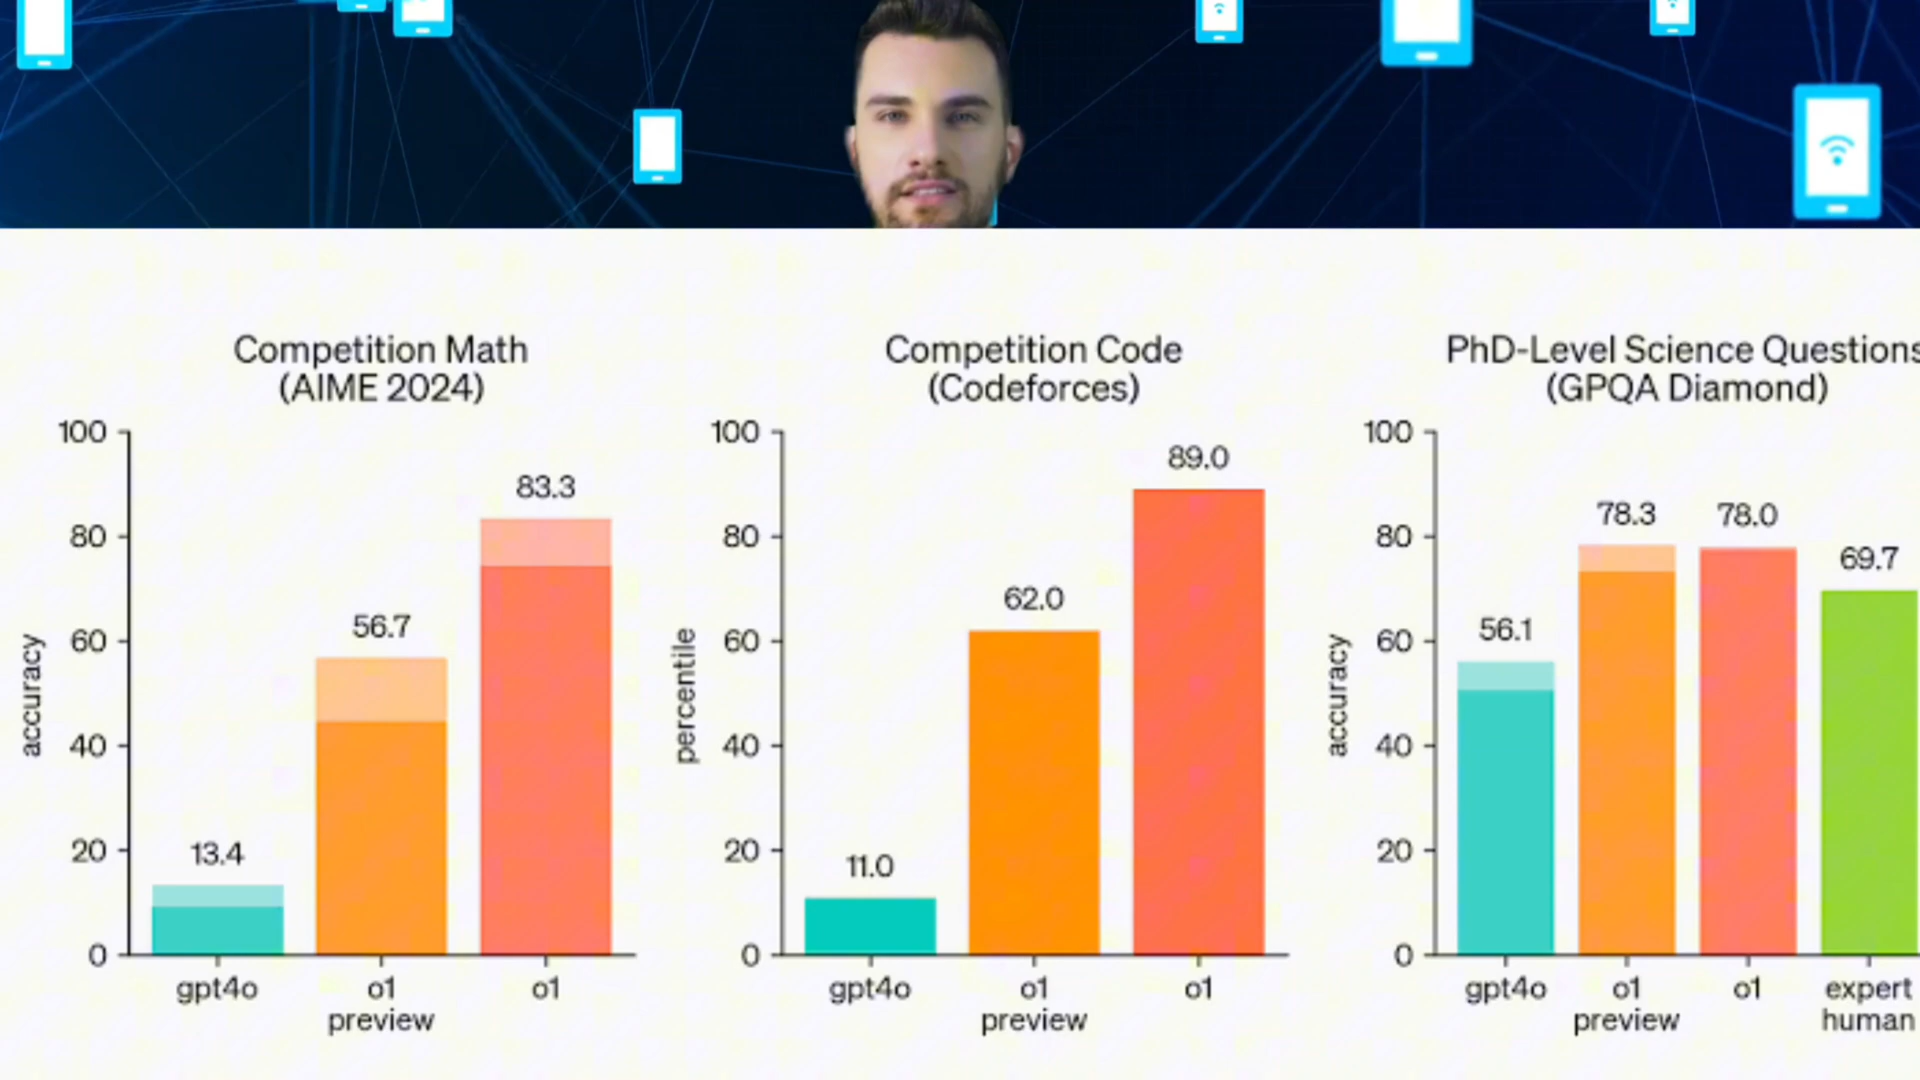 Competition Math
(AIME 2024)
accuracy
100
80
60
40
20
0
13.4
56.7
83.3
gpt4o
o1
preview
o1
Competition Code
(Codeforces)
percentile
100
80
60
40
20
0
11.0
62.0
89.0
gpt4o
o1
preview
o1
PhD-Level Science Questions
(GPQA Diamond)
accuracy
100
80
60
40
20
0
56.1
78.3
78.0
69.7
gpt4o
o1
preview
o1
expert
human